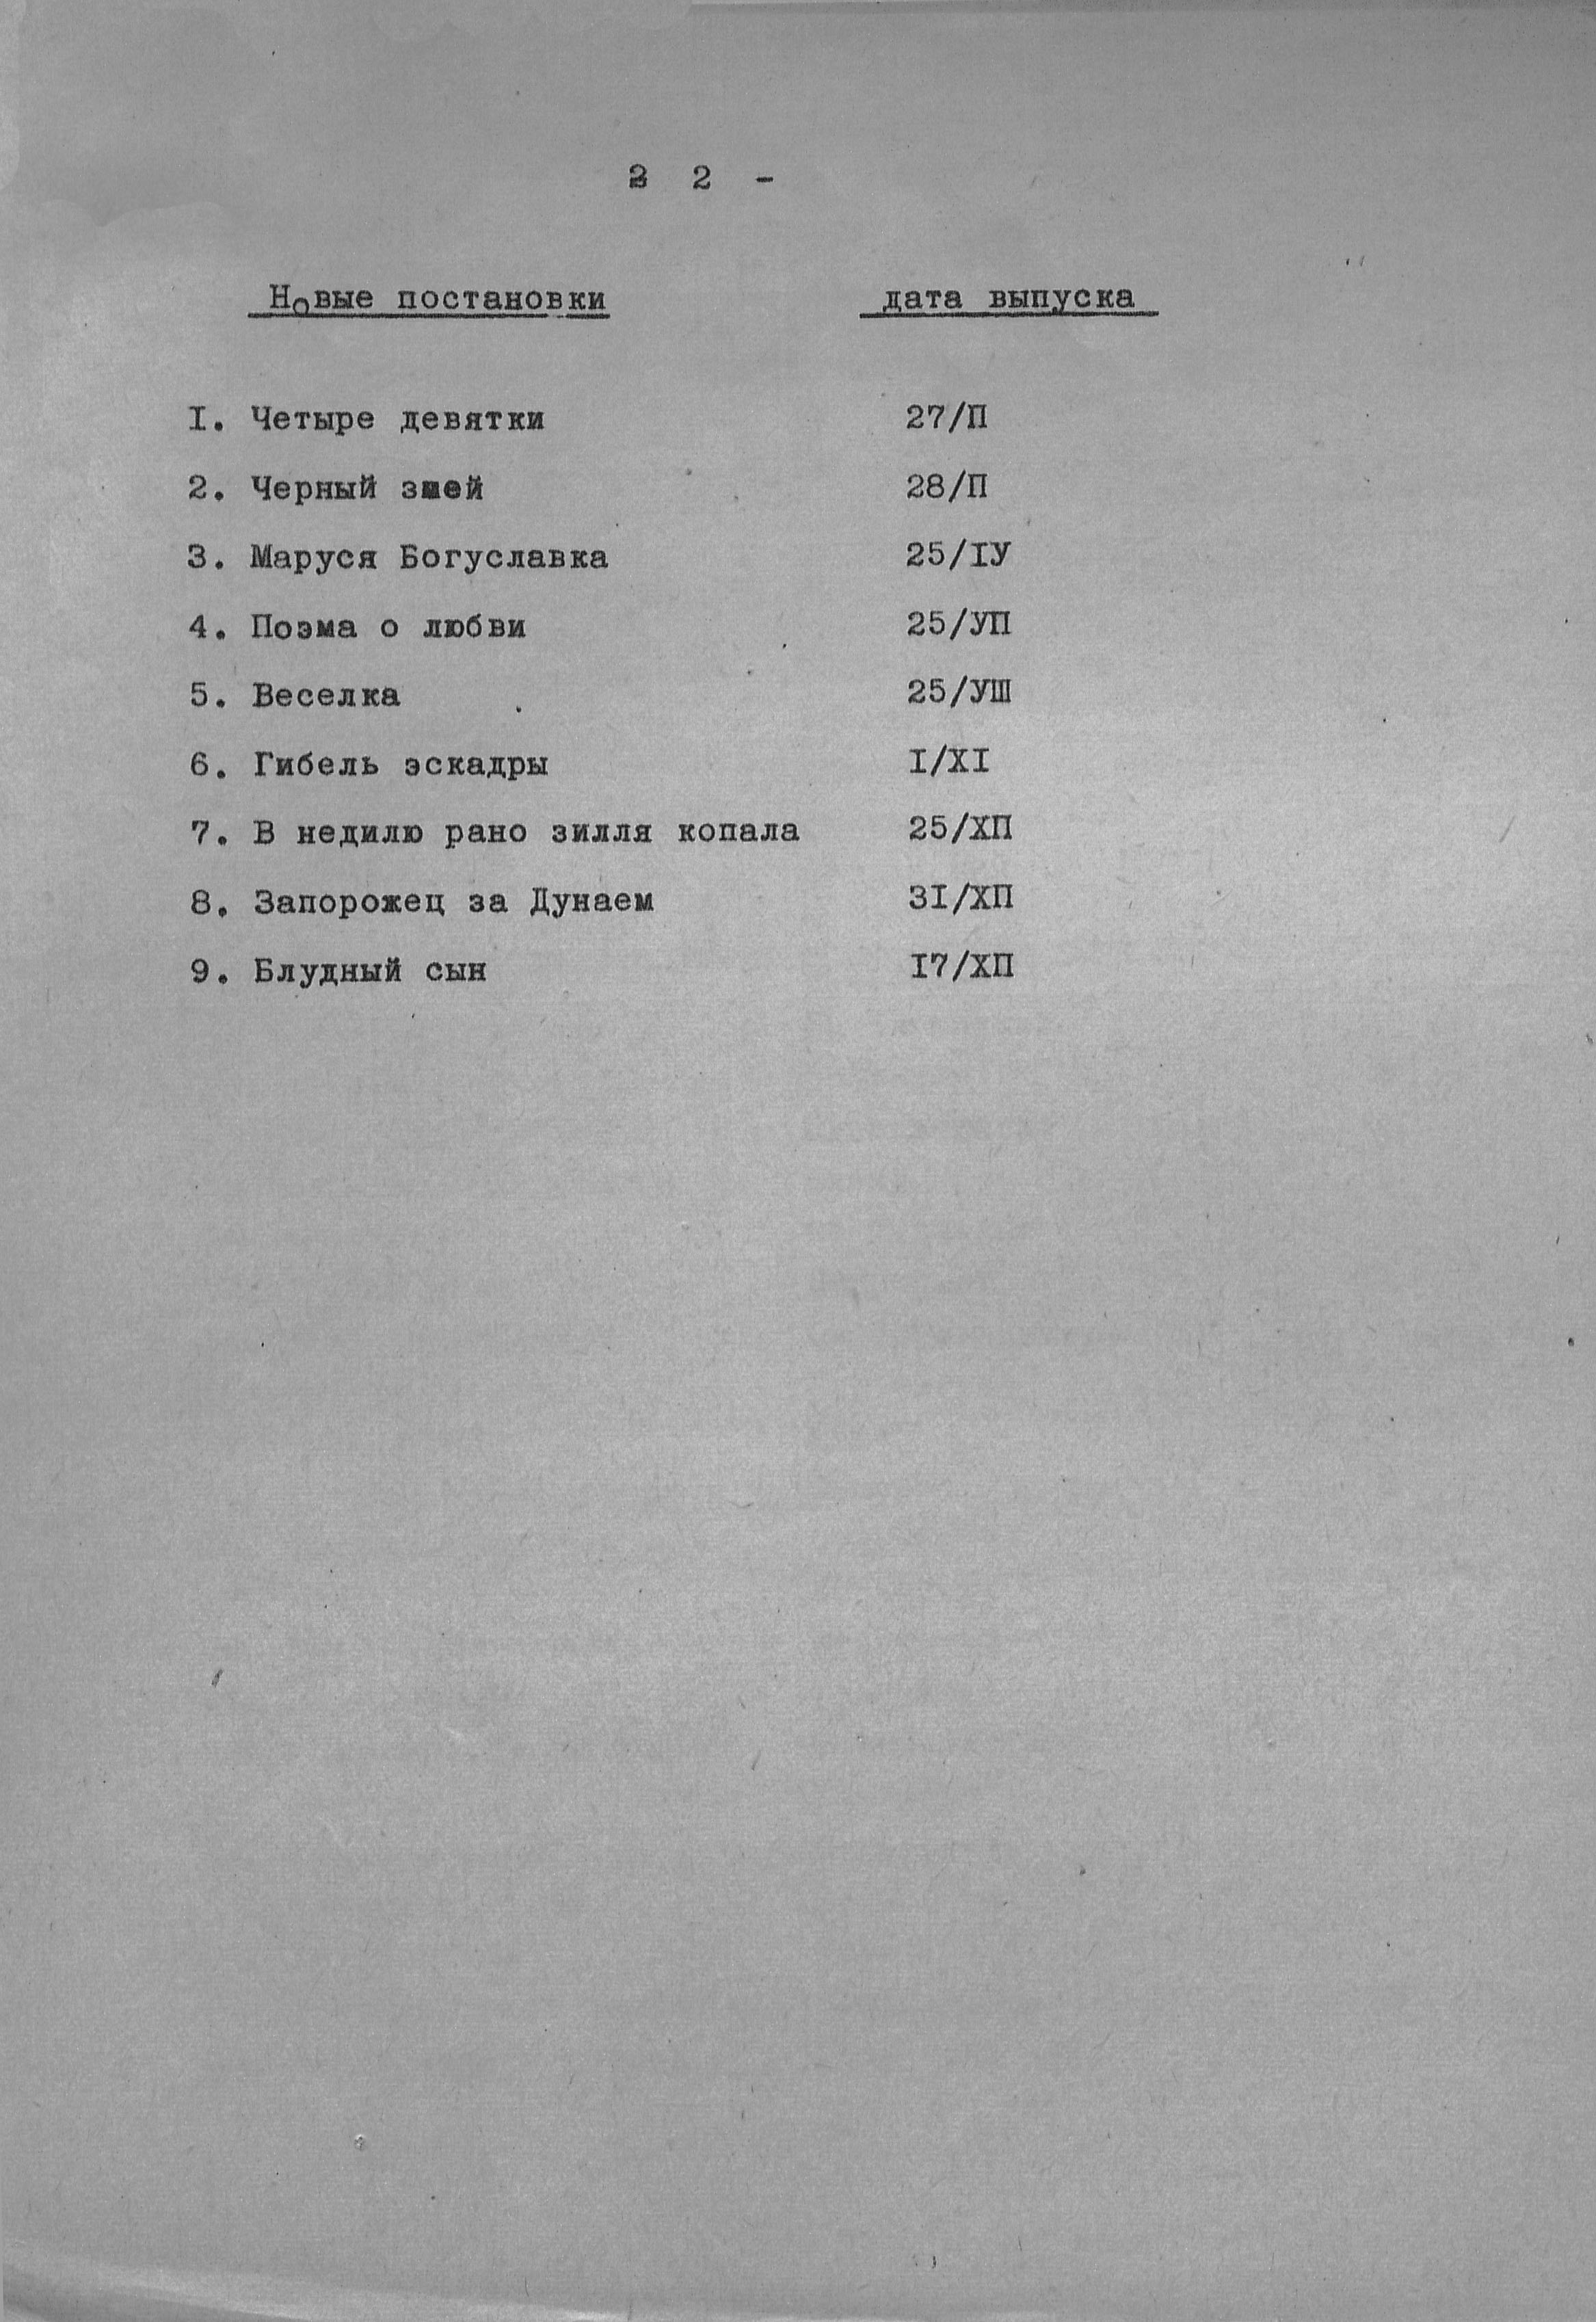 2 2 -
Новые постановки дата выпуска
I. Четыре девятки 27/П
2. Черный змей 28/П
3. Маруся Богуславка 25/IУ
4. Поэма о любви 25/УП
5. Веселка 25/УШ
6. Гибель эскадры I/XI
7. В недилю рано зилля копала 25/ХП
8. Запорожец за Дунаем 3I/ХП
9. Блудный сын I7/ХП